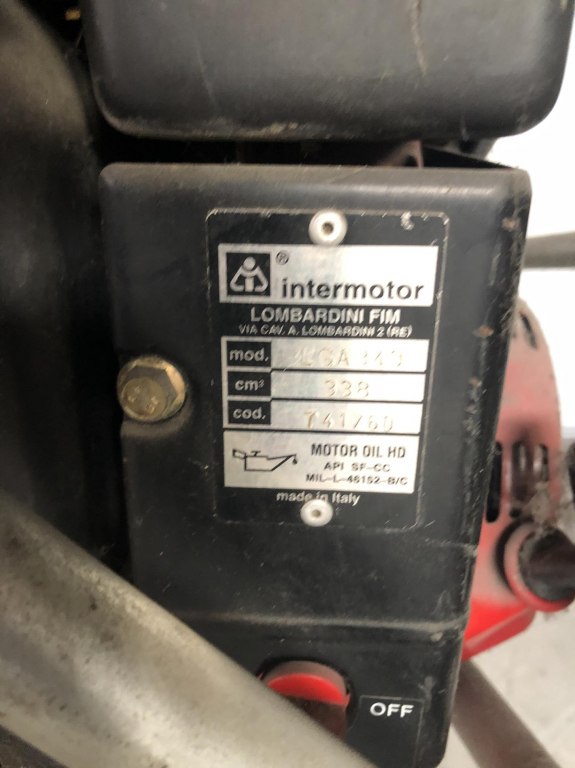 ® intermotor
LOMBARDINI FIM
VIA CAV. A. LOMBARDINI 2 (RE)
mod.
cm³ 338
cod. T41760
MOTOR OIL HD
API SF-CC
MIL-L-46152-B/C
made in Italy
OFF